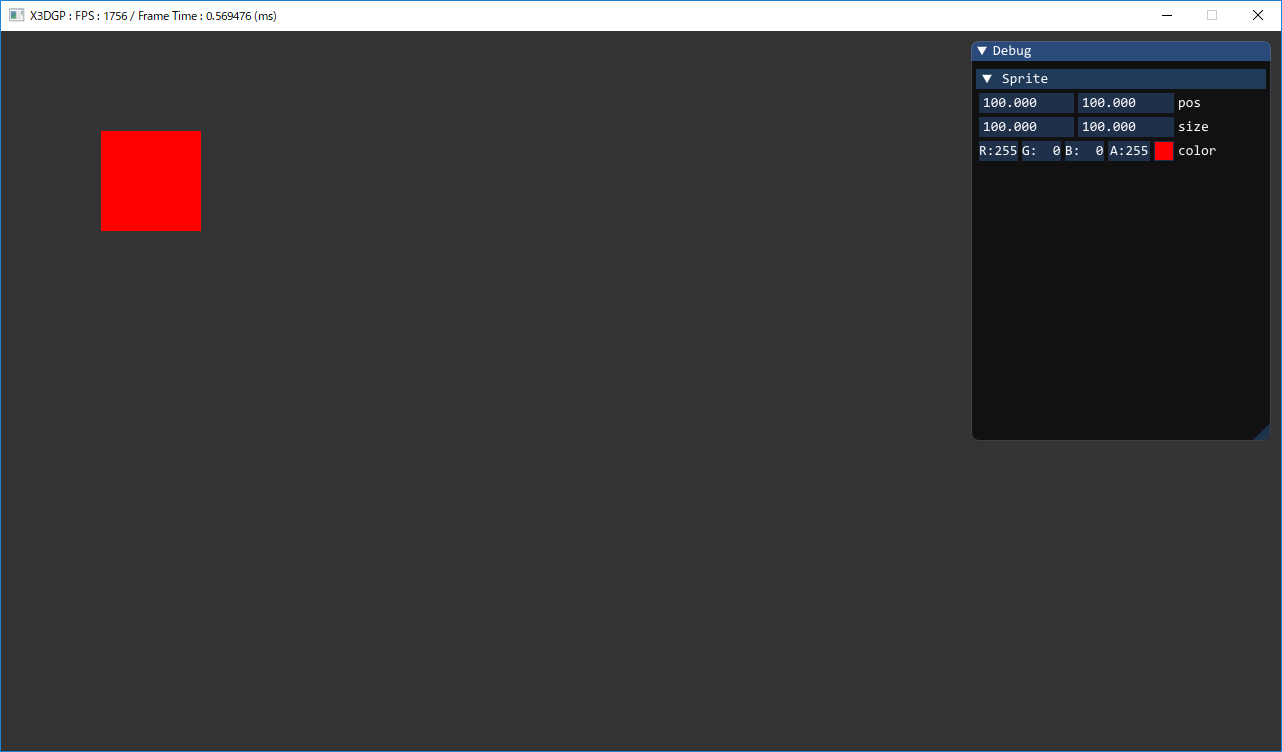 X3DGP : FPS : 1756 / Frame Time : 0.569476 (ms)
Debug
Sprite
100.000 100.000 pos
100.000 100.000 size
R:255 G: 0 B: 0 A:255 color